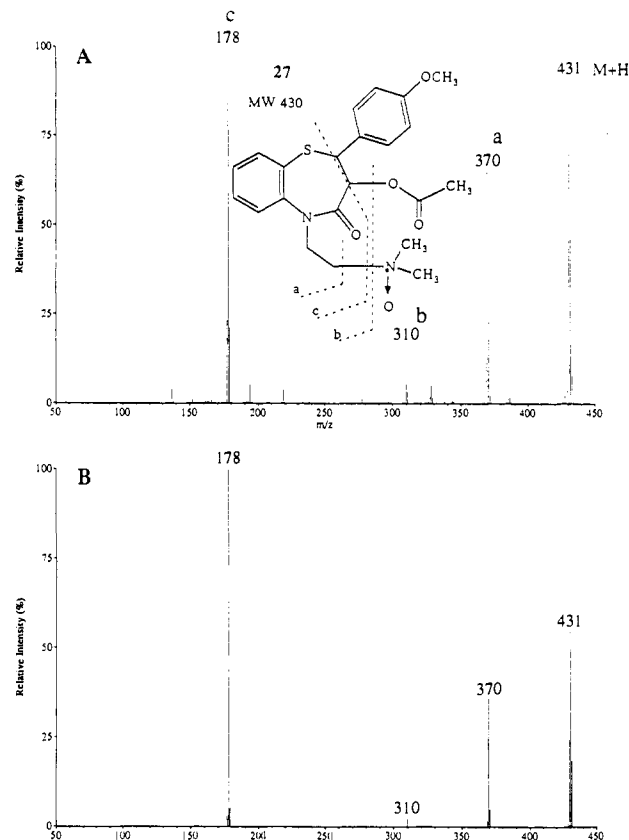 c
178
100
A
27
MW 430
OCH3
431 M+H
75
S
a
370
O
CH3
O
N
O
CH3
N
CH3
O
50
a
c
b
b
310
25
0
Relative Intensity (%)
50 100 150 200 250 300 350 400 450
m/z
100
178
B
75
431
50
370
25
310
0
Relative Intensity (%)
50 100 150 200 250 300 350 400 450